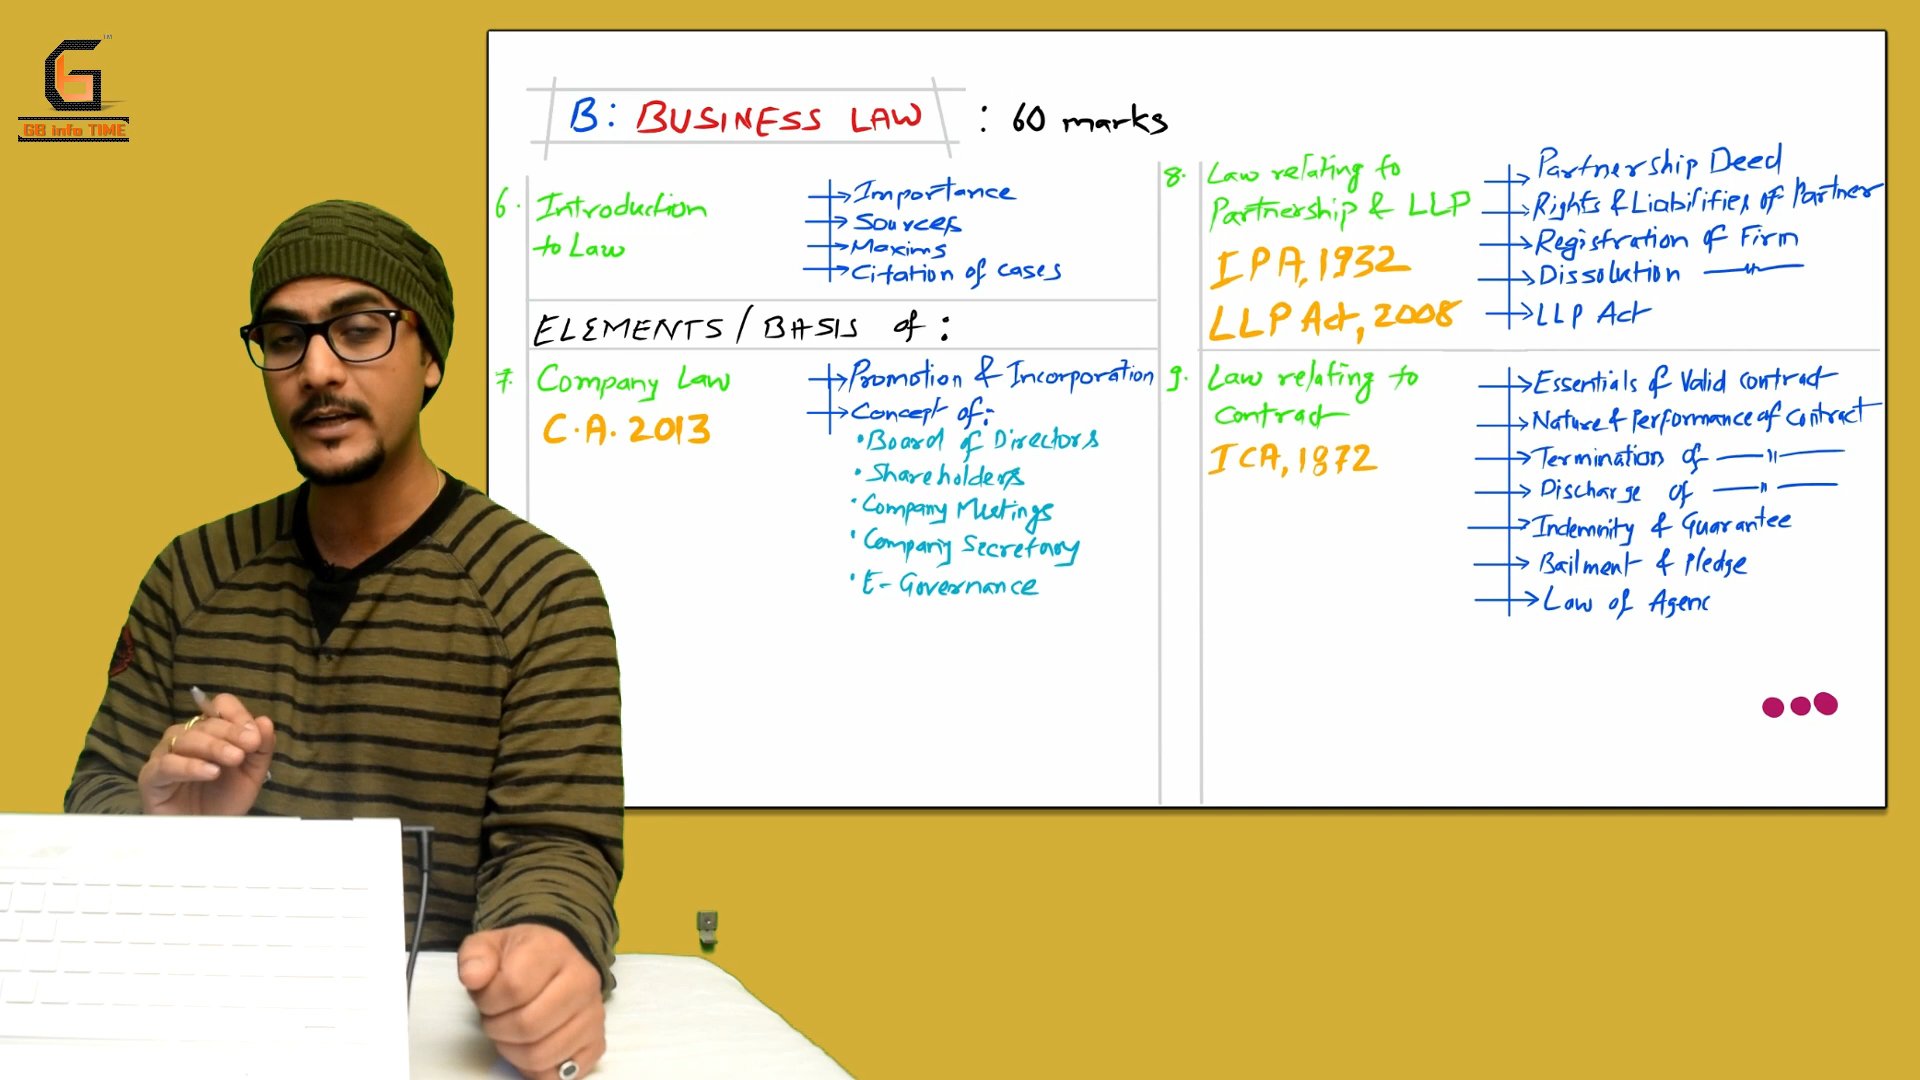 TM
GB info TIME
B: BUSINESS LAW : 60 marks
6. Introduction
to Law
Importance
Sources
Maxims
Citation of cases
ELEMENTS / BASIS of :
7. Company Law
C.A. 2013
Promotion & Incorporation
Concept of:
• Board of Directors
• Shareholders
• Company Meetings
• Company Secretary
• E-Governance
8. Law relating to
Partnership & LLP
IPA, 1932
LLP Act, 2008
Partnership Deed
Rights & Liabilities of Partner
Registration of Firm
Dissolution —〃—
LLP Act
9. Law relating to
contract
ICA, 1872
Essentials of Valid contract
Nature & Performance of Contract
Termination of —〃—
Discharge of —〃—
Indemnity & Guarantee
Bailment & Pledge
Law of Agenc